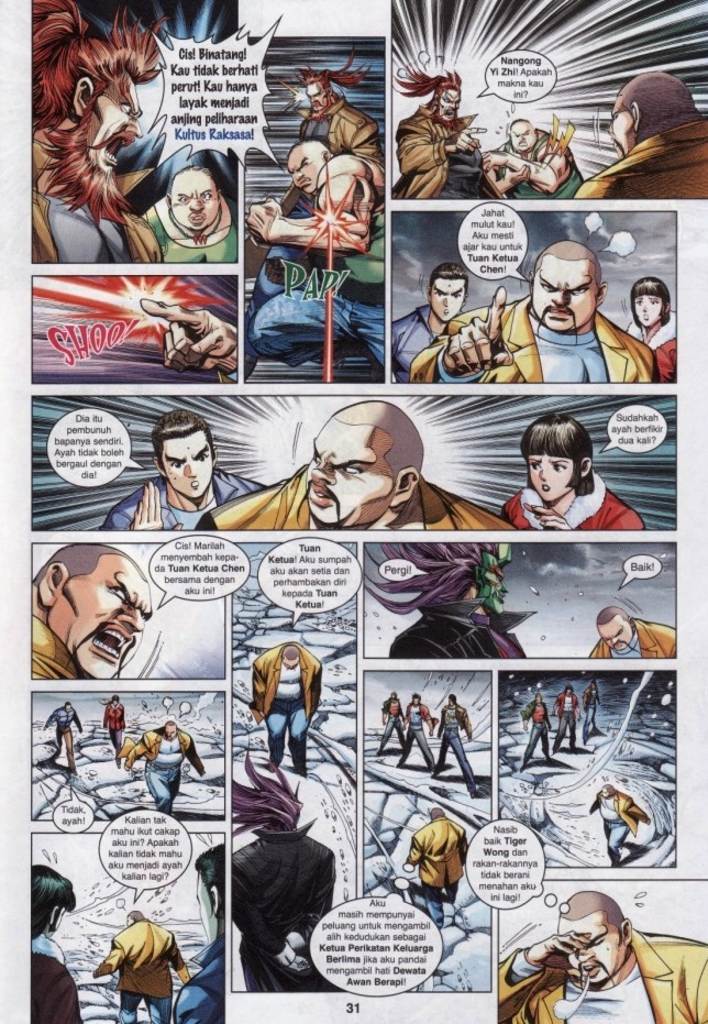 Cis! Binatang!
Kau tidak berhati
perut! Kau hanya
layak menjadi
anjing peliharaan
Kultus Raksasa!
SHOO!
PAP!
Nangong
Yi Zhi! Apakah
makna kau
ini?
Jahat
mulut kau!
Aku mesti
ajar kau untuk
Tuan Ketua
Chen!
Dia itu
pembunuh
bapanya sendiri.
Ayah tidak boleh
bergaul dengan
dia!
Sudahkah
ayah berfikir
dua kali?
Cis! Marilah
menyembah kepa-
da Tuan Ketua Chen
bersama dengan
aku ini!
Tuan
Ketua! Aku sumpah
aku akan setia dan
perhambakan diri
kepada Tuan
Ketua!
Pergi!
Baik!
Tidak,
ayah!
Kalian tak
mahu ikut cakap
aku ini? Apakah
kalian tidak mahu
aku menjadi ayah
kalian lagi?
Aku
masih mempunyai
peluang untuk mengambil
alih kedudukan sebagai
Ketua Perikatan Keluarga
Berlima jika aku pandai
mengambil hati Dewata
Awan Berapi!
Nasib
baik Tiger
Wong dan
rakan-rakannya
tidak berani
menahan aku
ini lagi!
31